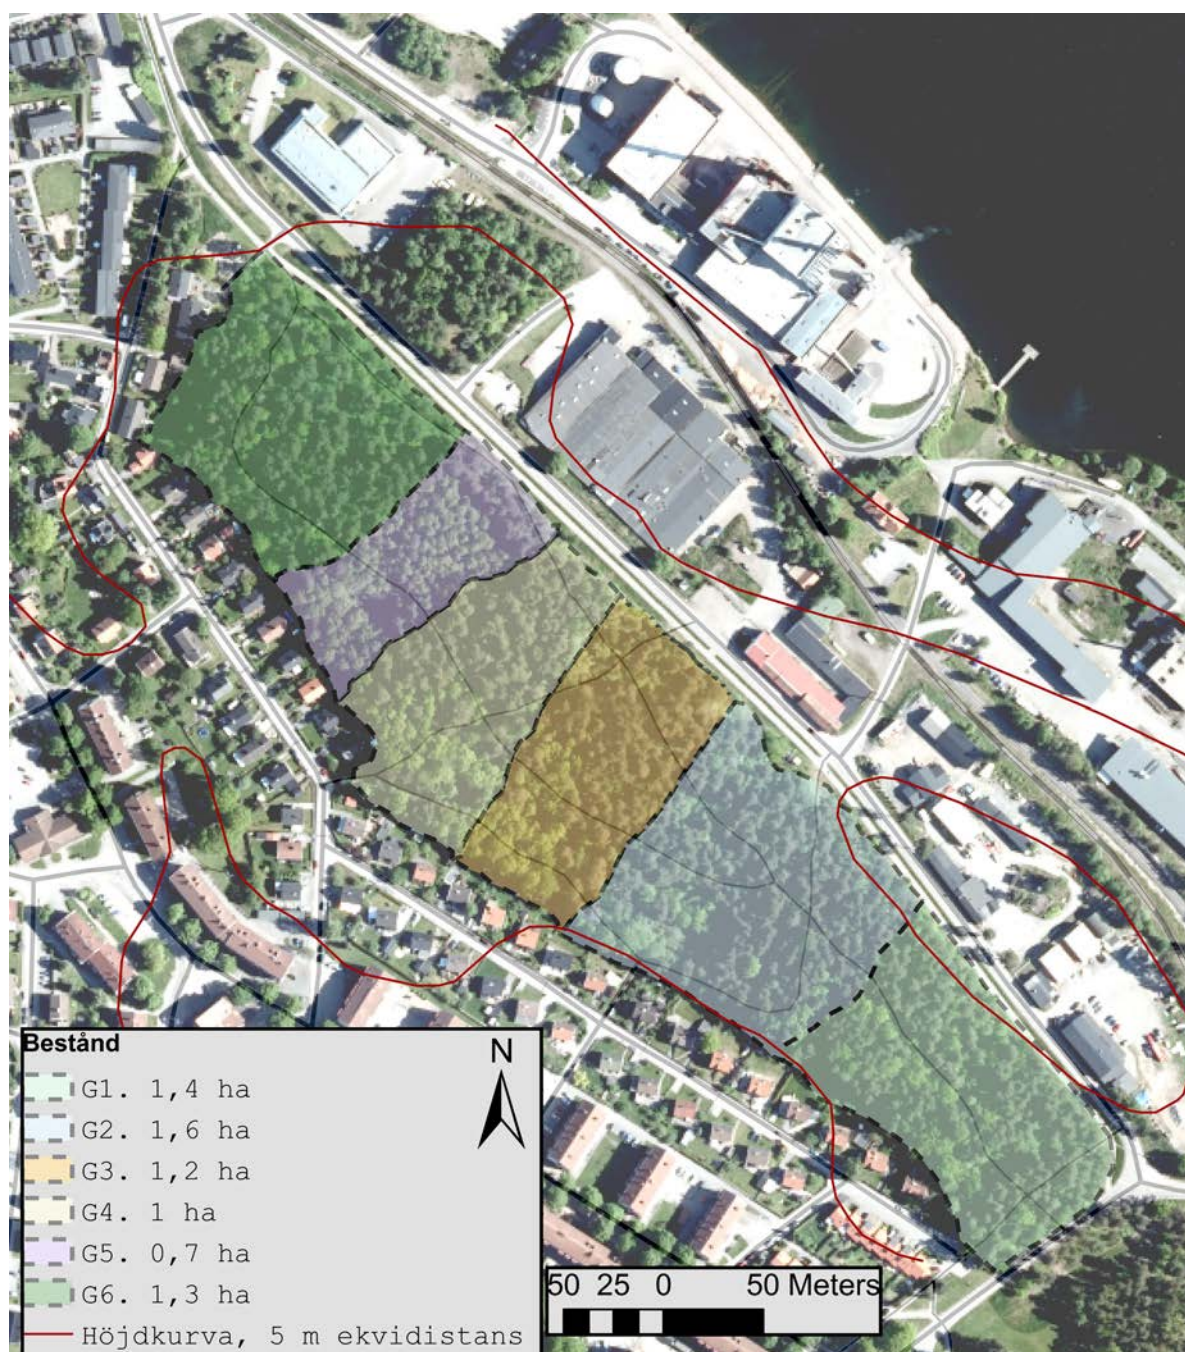 Bestånd
N
G1. 1,4 ha
G2. 1,6 ha
G3. 1,2 ha
G4. 1 ha
G5. 0,7 ha
G6. 1,3 ha
Höjdkurva, 5 m ekvidistans
50 25 0 50 Meters